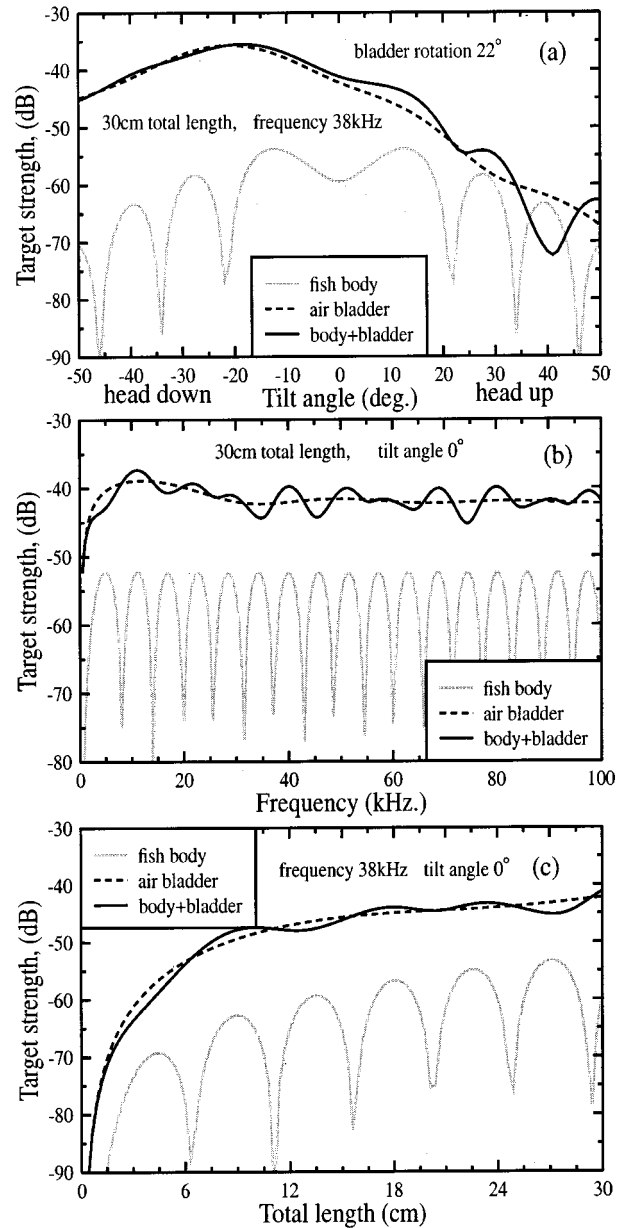 -30
-40
-50
-60
-70
-80
-90
Target strength, (dB)
bladder rotation 22°
(a)
30cm total length, frequency 38kHz
fish body
air bladder
body+bladder
-50 -40 -30 -20 -10 0 10 20 30 40 50
head down Tilt angle (deg.) head up
-30
-40
-50
-60
-70
-80
Target strength, (dB)
30cm total length, tilt angle 0°
(b)
fish body
air bladder
body+bladder
0 20 40 60 80 100
Frequency (kHz.)
-30
-40
-50
-60
-70
-80
-90
Target strength, (dB)
fish body
air bladder
body+bladder
frequency 38kHz tilt angle 0°
(c)
0 6 12 18 24 30
Total length (cm)